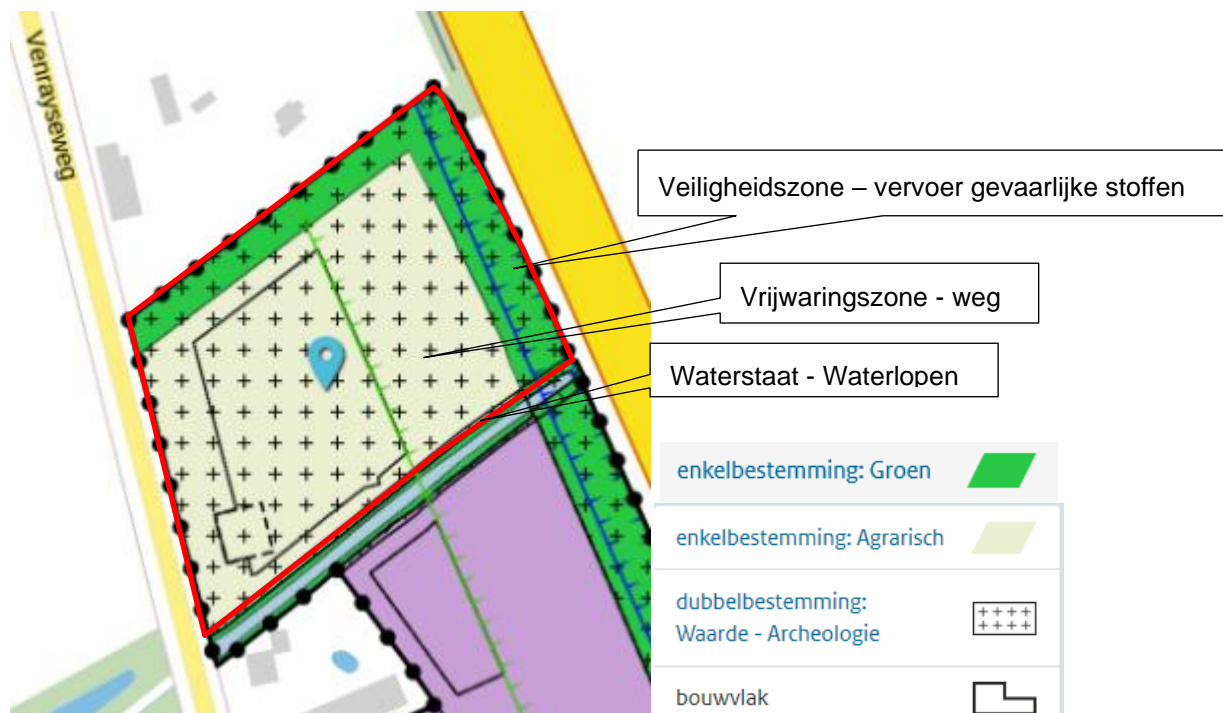 Venrayseweg
Veiligheidszone – vervoer gevaarlijke stoffen
Vrijwaringszone - weg
Waterstaat - Waterlopen
enkelbestemming: Groen
enkelbestemming: Agrarisch
dubbelbestemming:
Waarde - Archeologie
bouwvlak